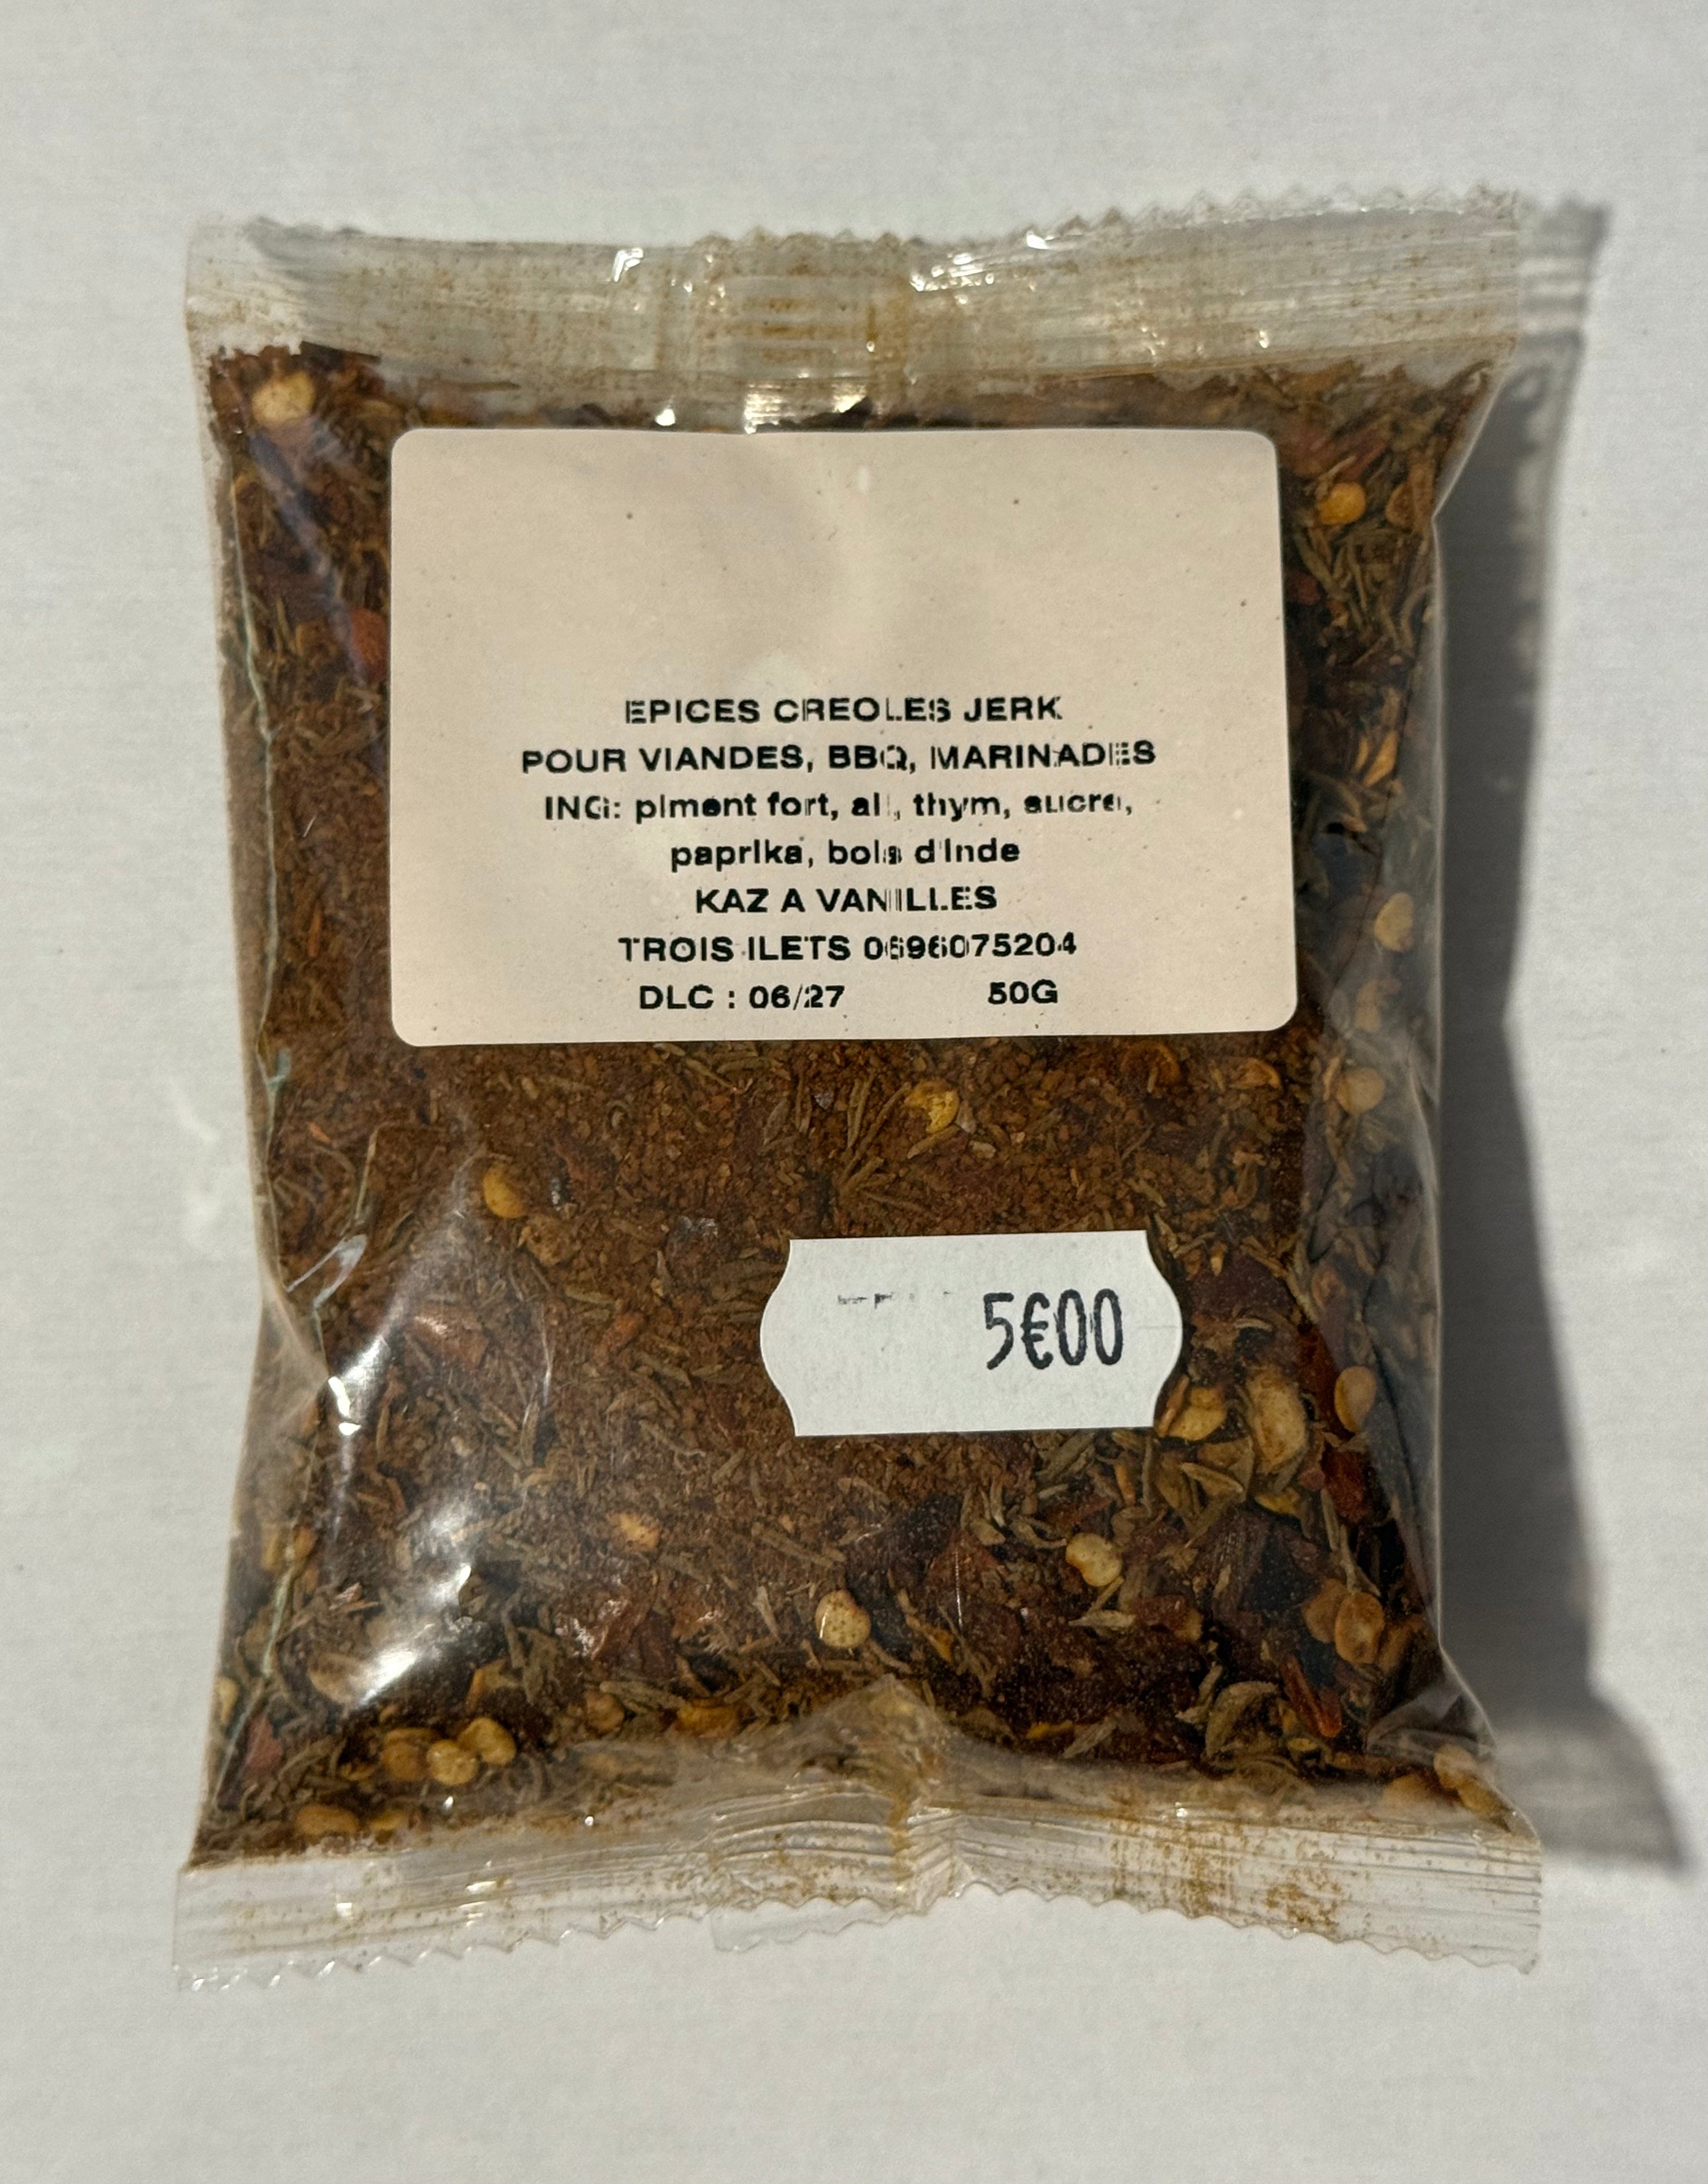 EPICES CREOLES JERK
POUR VIANDES, BBQ, MARINADES
ING: piment fort, ail, thym, sucre,
paprika, bois d'inde
KAZ A VANILLES
TROIS ILETS 0696075204
DLC : 06/27 50G
5€00